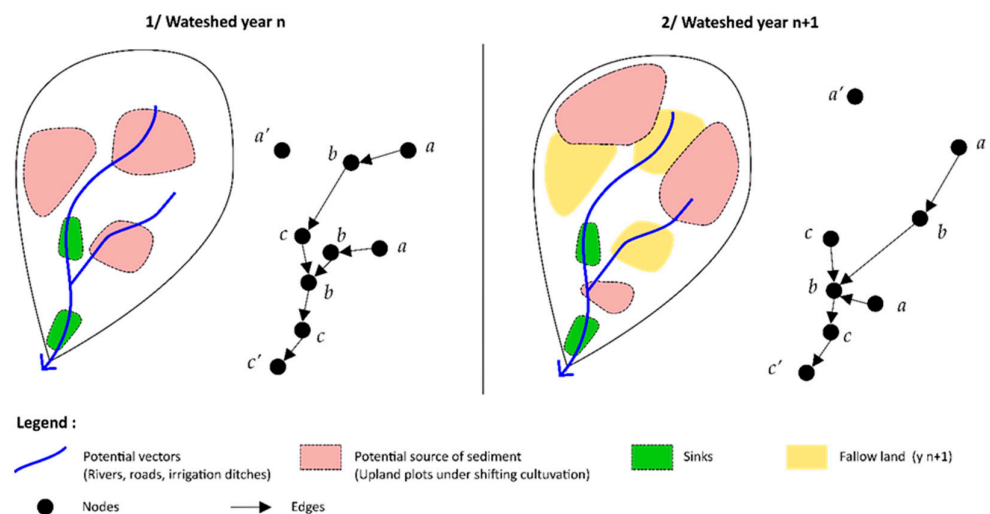 1/ Wateshed year n
2/ Watershed year n+1
a'
b
a
c
b
a
b
c
c'
a'
a
b
c
b
a
c
c'
Legend :
Potential vectors
(Rivers, roads, irrigation ditches)
Potential source of sediment
(Upland plots under shifting cultuvation)
Sinks
Fallow land (y n+1)
Nodes
Edges